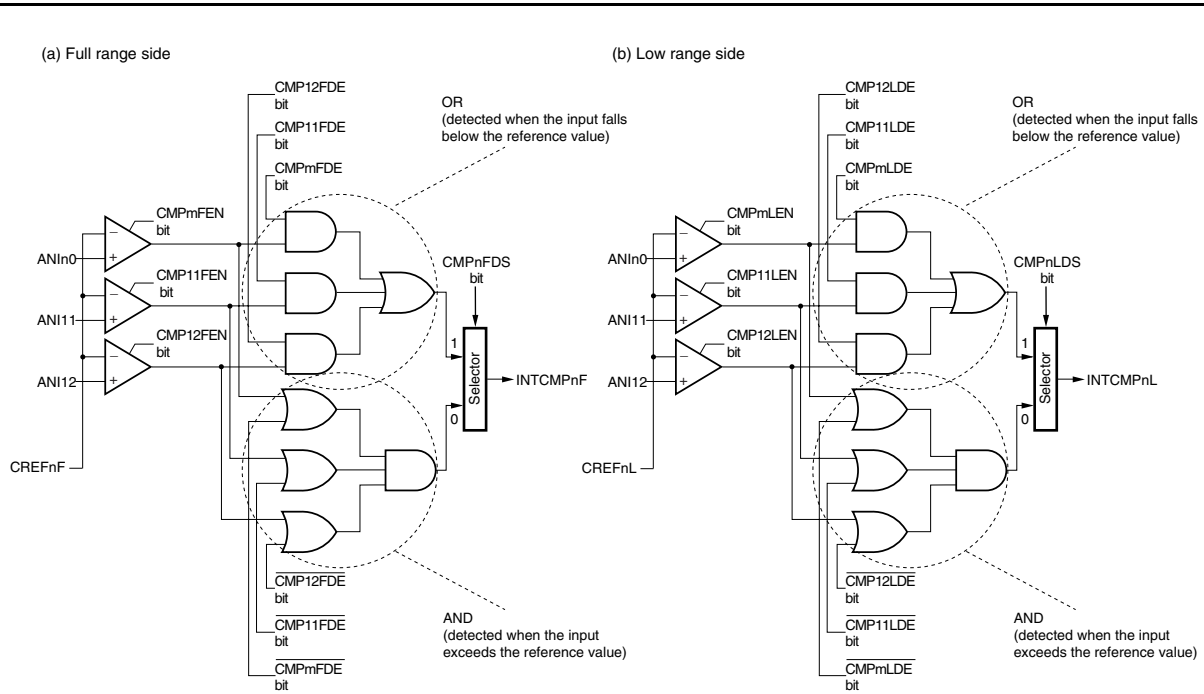 (a) Full range side
CMP12FDE
bit
CMP11FDE
bit
CMPmFDE
bit
OR
(detected when the input falls
below the reference value)
CMPmFEN
bit
CMP11FEN
bit
CMP12FEN
bit
ANIn0
ANI11
ANI12
−
+
−
+
−
+
CREFnF
CMPnFDS
bit
1
0
Selector
INTCMPnF
CMP12FDE
bit
CMP11FDE
bit
CMPmFDE
bit
AND
(detected when the input
exceeds the reference value)
(b) Low range side
CMP12LDE
bit
CMP11LDE
bit
CMPmLDE
bit
OR
(detected when the input falls
below the reference value)
CMPmLEN
bit
CMP11LEN
bit
CMP12LEN
bit
ANIn0
ANI11
ANI12
−
+
−
+
−
+
CREFnL
CMPnLDS
bit
1
0
Selector
INTCMPnL
CMP12LDE
bit
CMP11LDE
bit
CMPmLDE
bit
AND
(detected when the input
exceeds the reference value)